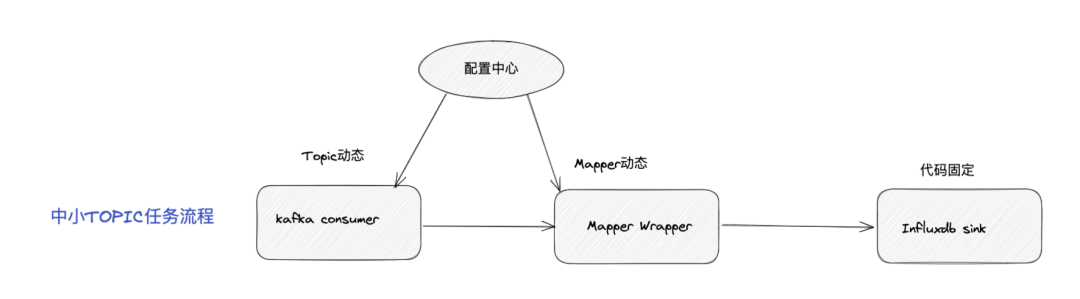 配置中心
Topic动态
Mapper动态
代码固定
中小TOPIC任务流程
kafka consumer
Mapper Wrapper
Influxdb sink